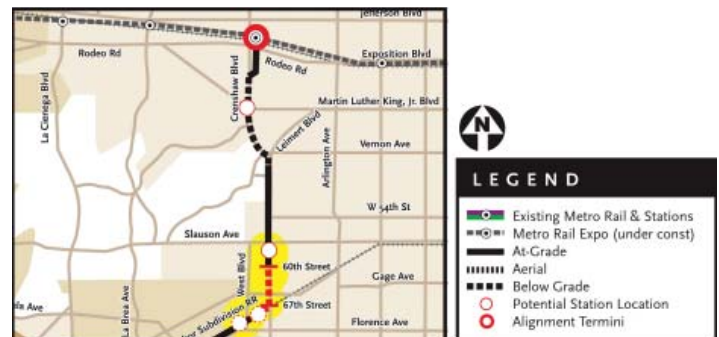 Jefferson Blvd
Rodeo Rd
Exposition Blvd
Rodeo Rd
La Cienega Blvd
Crenshaw Blvd
Martin Luther King, Jr. Blvd
Leimert Blvd
Arlington Ave
Vernon Ave
W 54th St
Slauson Ave
West Blvd
60th Street
Gage Ave
La Brea Ave
Subdivision RR
67th Street
Florence Ave
Ave
N
LEGEND
Existing Metro Rail & Stations
Metro Rail Expo (under const)
At-Grade
Aerial
Below Grade
Potential Station Location
Alignment Termini